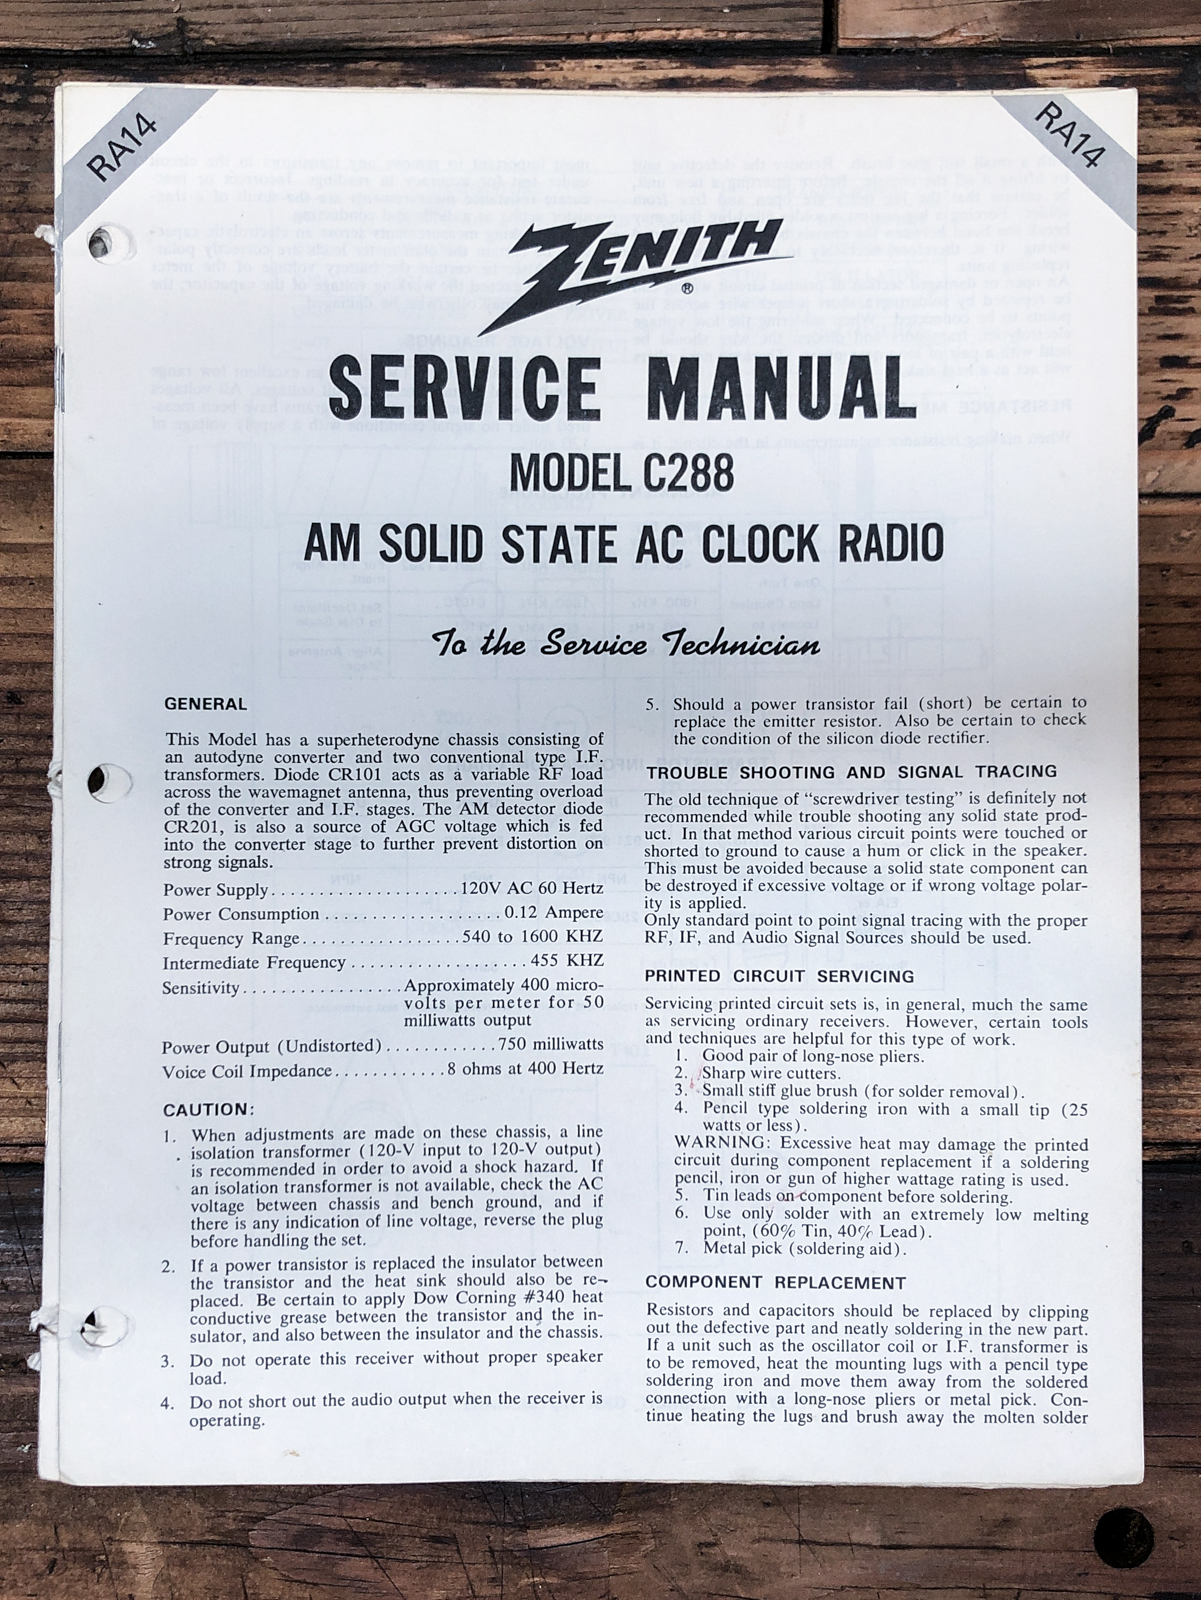 RA14
RA14
ZENITH
®
SERVICE MANUAL
MODEL C288
AM SOLID STATE AC CLOCK RADIO
To the Service Technician
GENERAL
This Model has a superheterodyne chassis consisting of
an autodyne converter and two conventional type I.F.
transformers. Diode CR101 acts as a variable RF load
across the wavemagnet antenna, thus preventing overload
of the converter and I.F. stages. The AM detector diode
CR201, is also a source of AGC voltage which is fed
into the converter stage to further prevent distortion on
strong signals.
Power Supply....................120V AC 60 Hertz
Power Consumption...................0.12 Ampere
Frequency Range.................540 to 1600 KHZ
Intermediate Frequency...................455 KHZ
Sensitivity.................Approximately 400 micro-
volts per meter for 50
milliwatts output
Power Output (Undistorted)............750 milliwatts
Voice Coil Impedance............8 ohms at 400 Hertz
CAUTION:
1. When adjustments are made on these chassis, a line
isolation transformer (120-V input to 120-V output)
is recommended in order to avoid a shock hazard. If
an isolation transformer is not available, check the AC
voltage between chassis and bench ground, and if
there is any indication of line voltage, reverse the plug
before handling the set.
2. If a power transistor is replaced the insulator between
the transistor and the heat sink should also be re-
placed. Be certain to apply Dow Corning #340 heat
conductive grease between the transistor and the in-
sulator, and also between the insulator and the chassis.
3. Do not operate this receiver without proper speaker
load.
4. Do not short out the audio output when the receiver is
operating.
5. Should a power transistor fail (short) be certain to
replace the emitter resistor. Also be certain to check
the condition of the silicon diode rectifier.
TROUBLE SHOOTING AND SIGNAL TRACING
The old technique of "screwdriver testing" is definitely not
recommended while trouble shooting any solid state prod-
uct. In that method various circuit points were touched or
shorted to ground to cause a hum or click in the speaker.
This must be avoided because a solid state component can
be destroyed if excessive voltage or if wrong voltage polar-
ity is applied.
Only standard point to point signal tracing with the proper
RF, IF, and Audio Signal Sources should be used.
PRINTED CIRCUIT SERVICING
Servicing printed circuit sets is, in general, much the same
as servicing ordinary receivers. However, certain tools
and techniques are helpful for this type of work.
1. Good pair of long-nose pliers.
2. Sharp wire cutters.
3. Small stiff glue brush (for solder removal).
4. Pencil type soldering iron with a small tip (25
watts or less).
WARNING: Excessive heat may damage the printed
circuit during component replacement if a soldering
pencil, iron or gun of higher wattage rating is used.
5. Tin leads on component before soldering.
6. Use only solder with an extremely low melting
point, (60% Tin, 40% Lead).
7. Metal pick (soldering aid).
COMPONENT REPLACEMENT
Resistors and capacitors should be replaced by clipping
out the defective part and neatly soldering in the new part.
If a unit such as the oscillator coil or I.F. transformer is
to be removed, heat the mounting lugs with a pencil type
soldering iron and move them away from the soldered
connection with a long-nose pliers or metal pick. Con-
tinue heating the lugs and brush away the molten solder